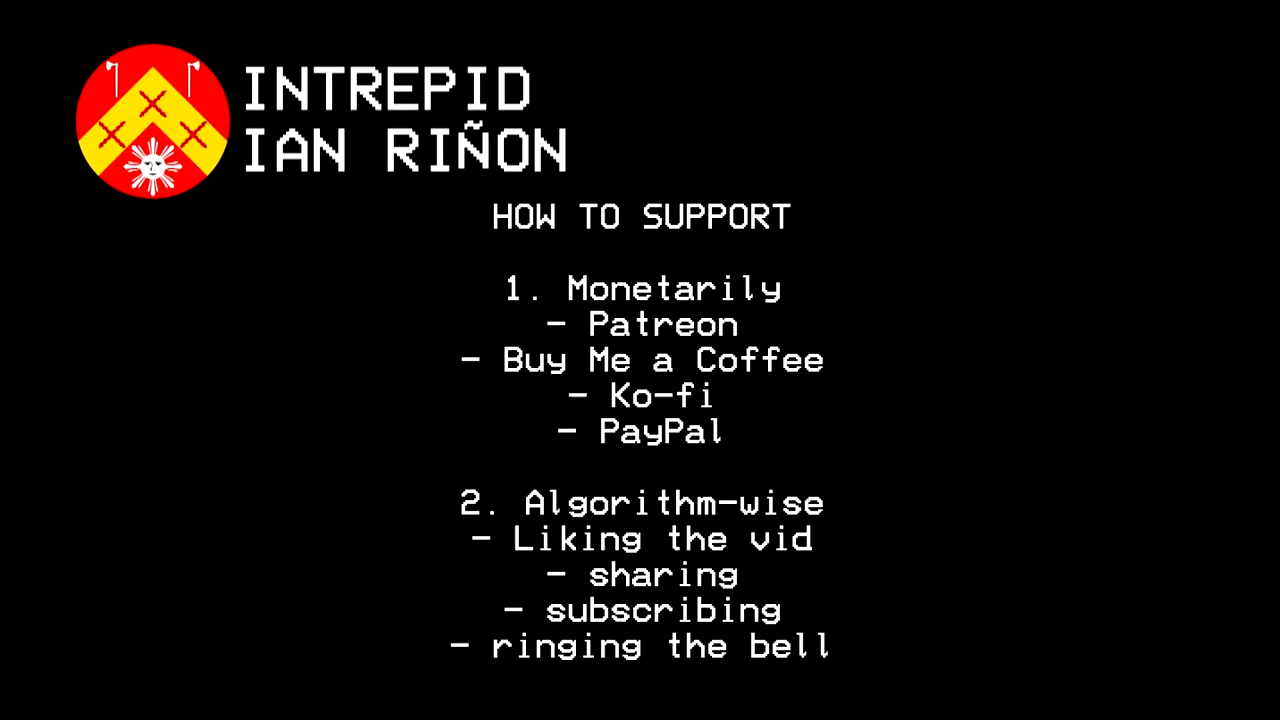 INTREPID
IAN RIÑON
HOW TO SUPPORT
1. Monetarily
- Patreon
- Buy Me a Coffee
- Ko-fi
- PayPal
2. Algorithm-wise
- Liking the vid
- sharing
- subscribing
- ringing the bell